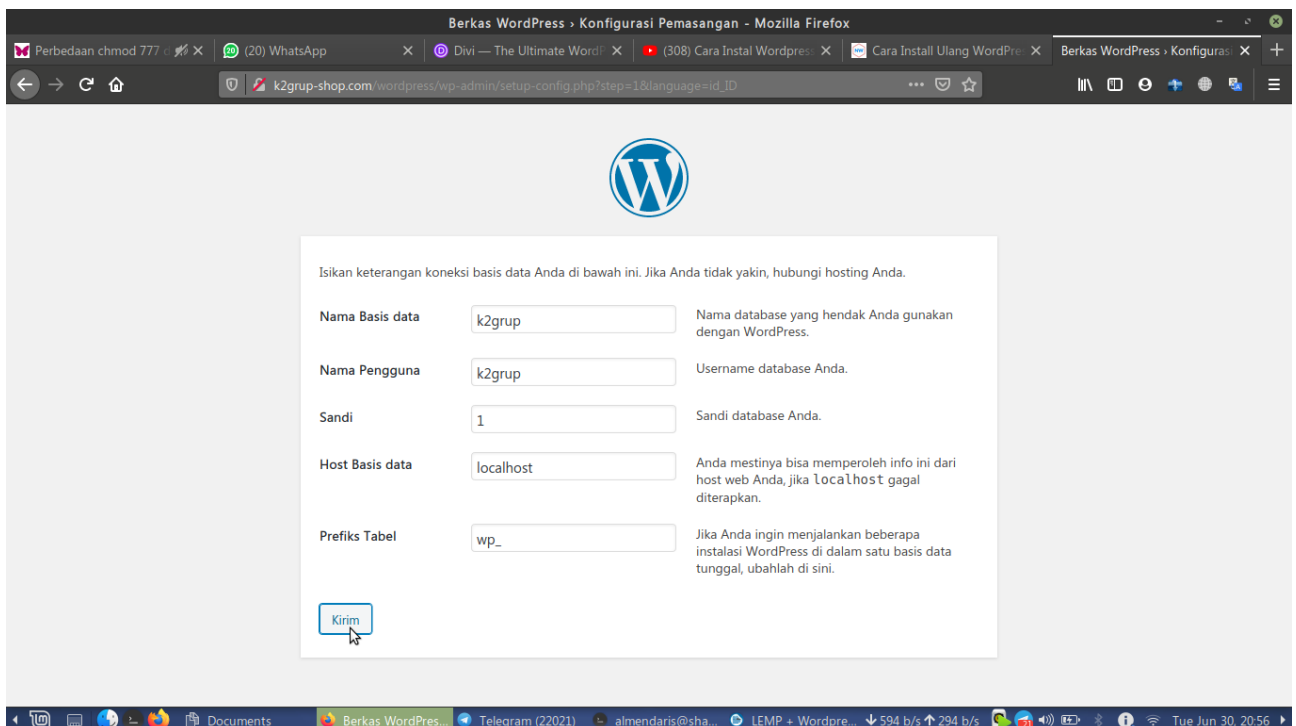 Berkas WordPress › Konfigurasi Pemasangan - Mozilla Firefox
Perbedaan chmod 777 d
(20) WhatsApp
Divi — The Ultimate WordP
(308) Cara Instal Wordpres
Cara Install Ulang WordPre
Berkas WordPress › Konfiguras
k2grup-shop.com/wordpress/wp-admin/setup-config.php?step=1&language=id_ID
Isikan keterangan koneksi basis data Anda di bawah ini. Jika Anda tidak yakin, hubungi hosting Anda.
Nama Basis data
k2grup
Nama database yang hendak Anda gunakan
dengan WordPress.
Nama Pengguna
k2grup
Username database Anda.
Sandi
1
Sandi database Anda.
Host Basis data
localhost
Anda mestinya bisa memperoleh info ini dari
host web Anda, jika localhost gagal
diterapkan.
Prefiks Tabel
wp_
Jika Anda ingin menjalankan beberapa
instalasi WordPress di dalam satu basis data
tunggal, ubahlah di sini.
Kirim
Documents
Berkas WordPres...
Telegram (22021)
almendaris@sha...
LEMP + Wordpre...
↓ 594 b/s ↑ 294 b/s
Tue Jun 30, 20:56